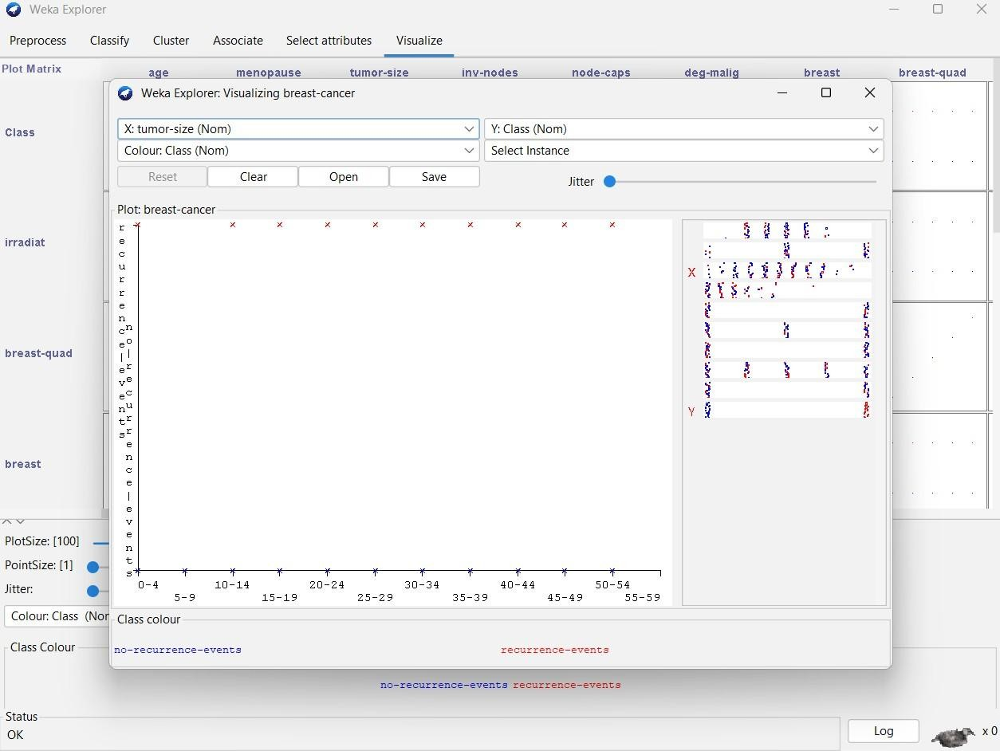 Weka Explorer
Preprocess Classify Cluster Associate Select attributes Visualize
Plot Matrix age menopause tumor-size inv-nodes node-caps deg-malig breast breast-quad
Weka Explorer: Visualizing breast-cancer
X: tumor-size (Nom) Y: Class (Nom)
Colour: Class (Nom) Select Instance
Reset Clear Open Save Jitter
Plot: breast-cancer
Class
irradiat
breast-quad
breast
recurrence|events
no|recurrence|events
X
Y
0-4 10-14 20-24 30-34 40-44 50-54
5-9 15-19 25-29 35-39 45-49 55-59
Class colour
no-recurrence-events recurrence-events
PlotSize: [100]
PointSize: [1]
Jitter:
Colour: Class (Nor
Class Colour
no-recurrence-events recurrence-events
Status
OK
Log x 0